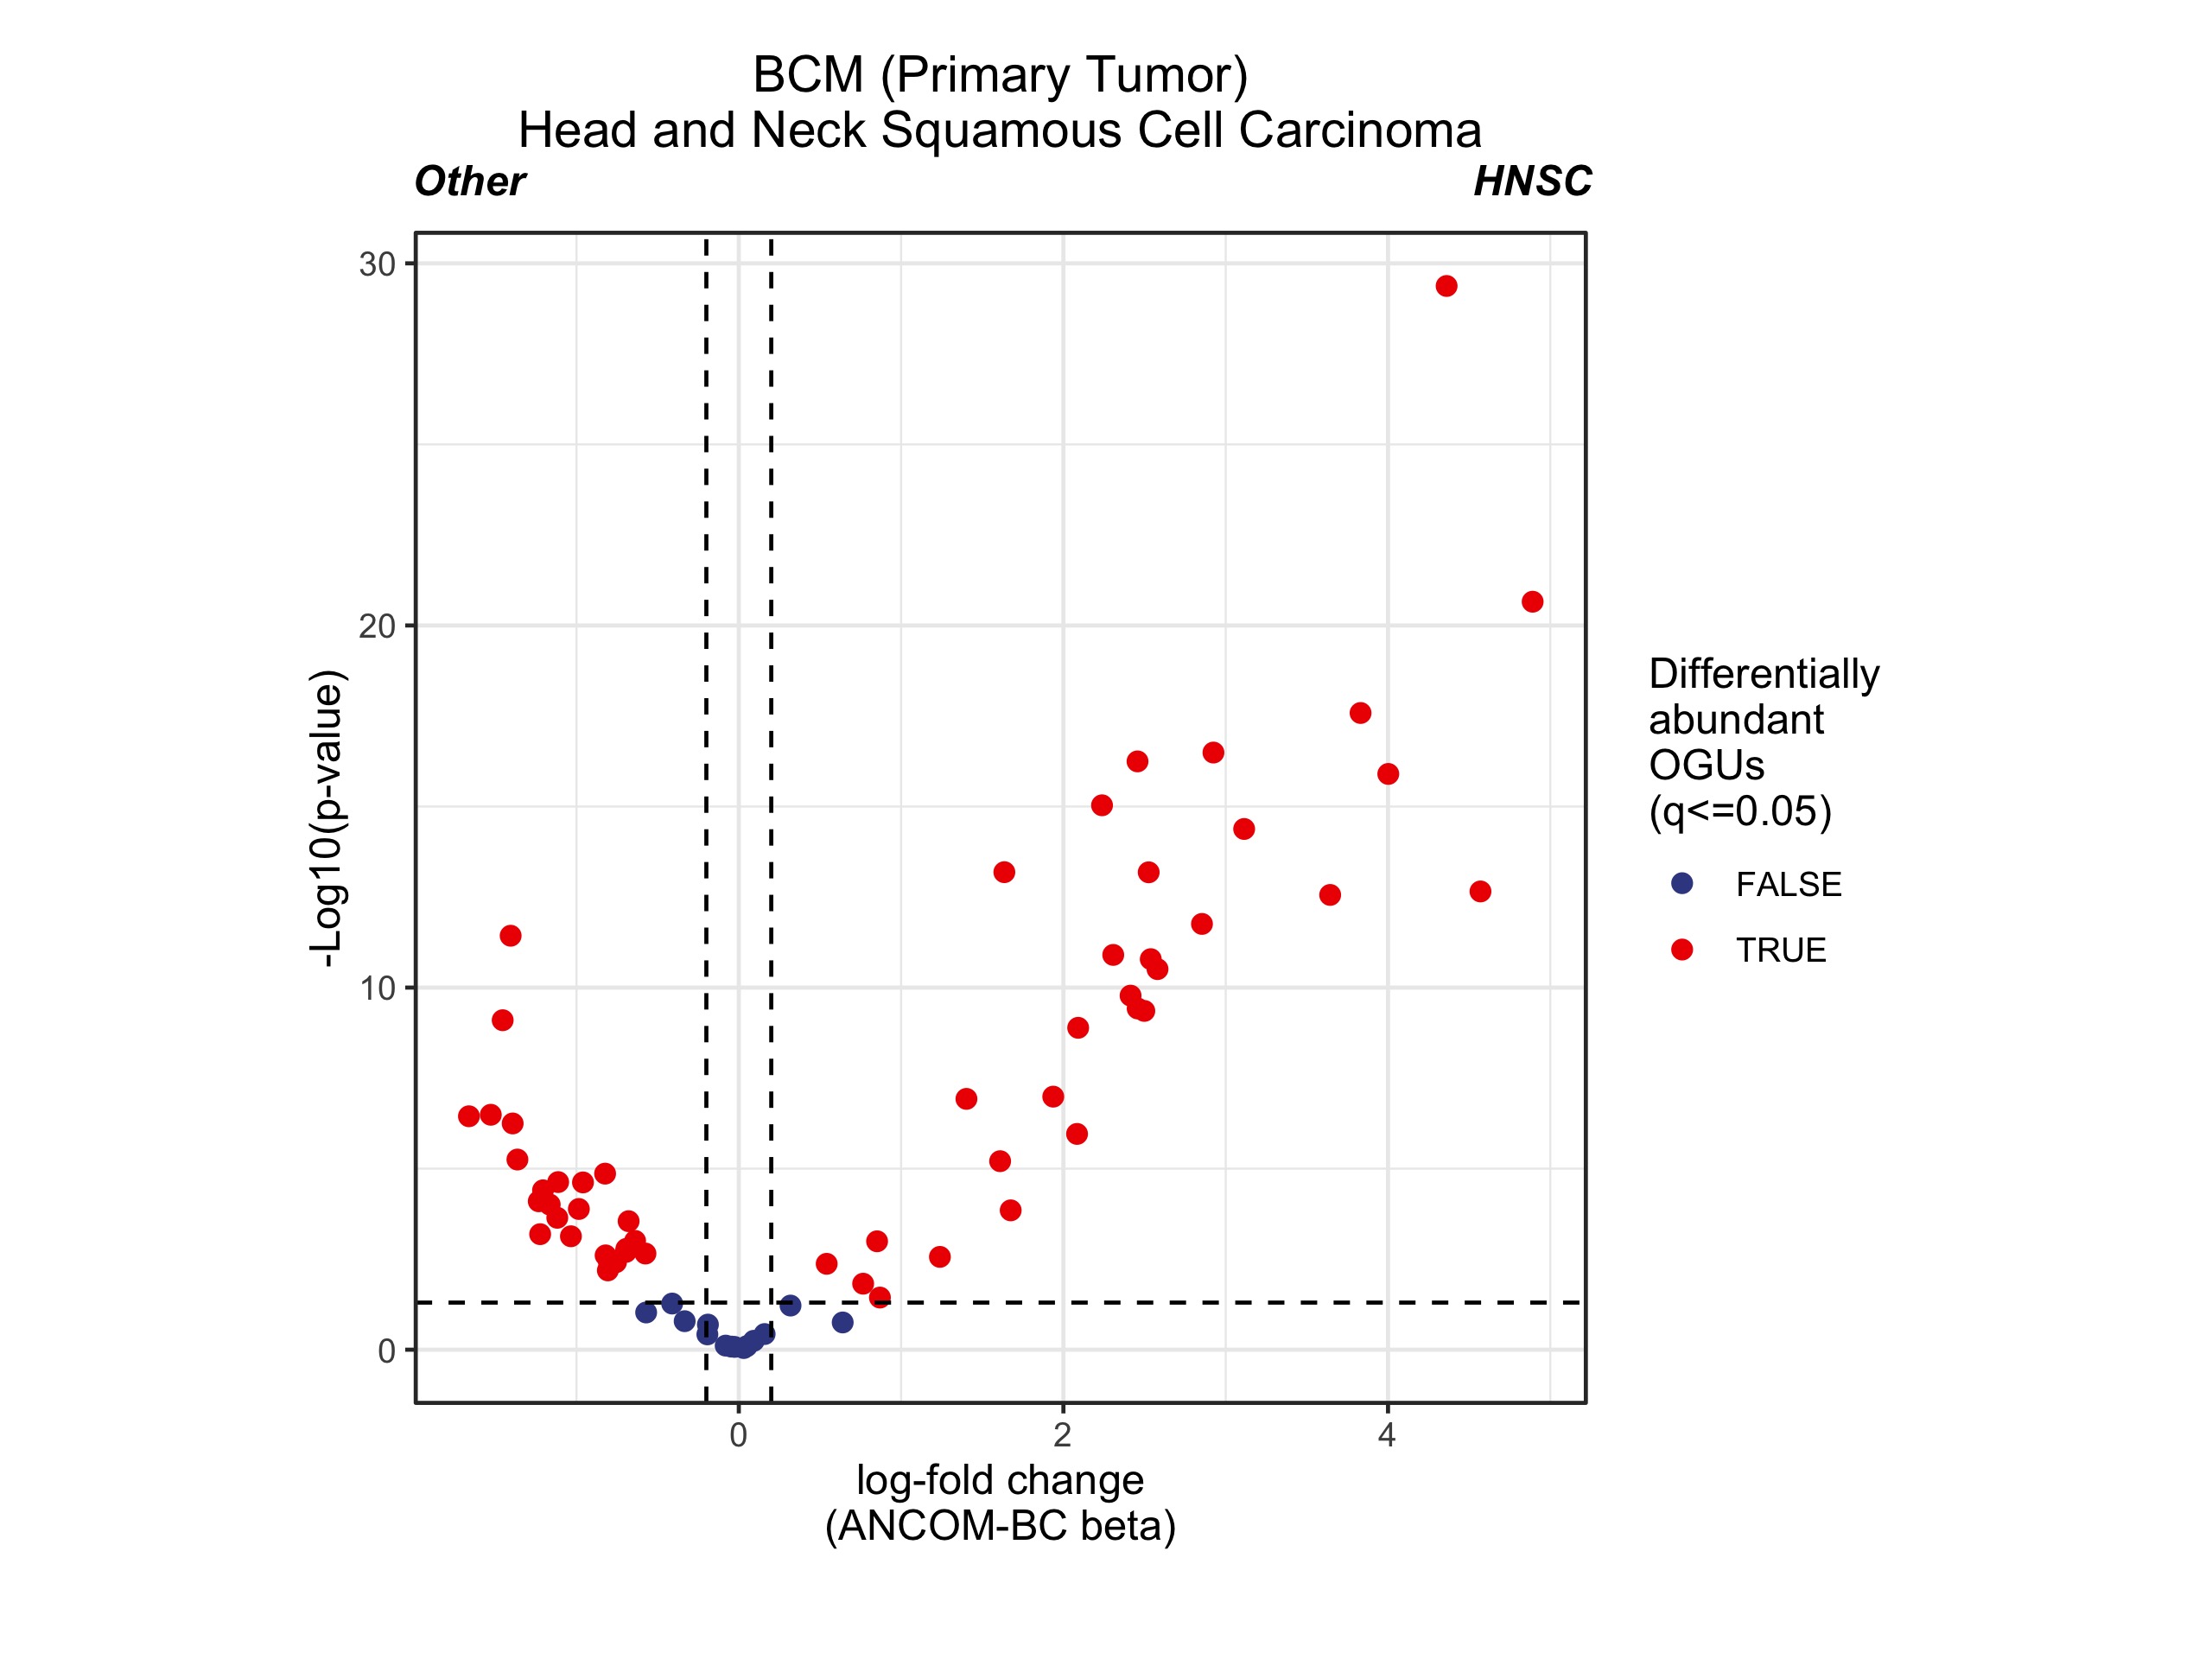 BCM (Primary Tumor)
Head and Neck Squamous Cell Carcinoma
Other
HNSC
30
20
10
0
-Log10(p-value)
0
2
4
log-fold change
(ANCOM-BC beta)
Differentially
abundant
OGUs
(q<=0.05)
FALSE
TRUE